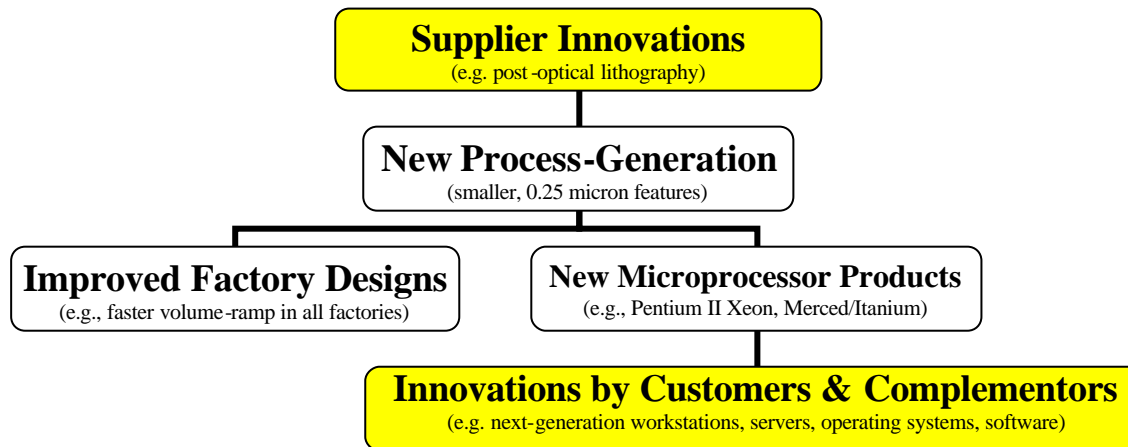 Supplier Innovations
(e.g. post-optical lithography)
New Process-Generation
(smaller, 0.25 micron features)
Improved Factory Designs
(e.g., faster volume-ramp in all factories)
New Microprocessor Products
(e.g., Pentium II Xeon, Merced/Itanium)
Innovations by Customers & Complementors
(e.g. next-generation workstations, servers, operating systems, software)